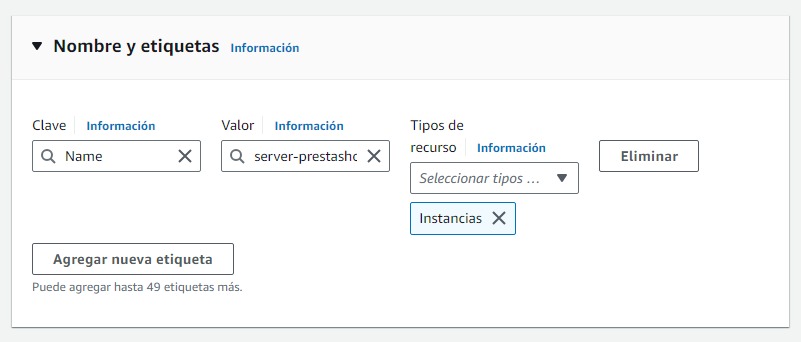 Nombre y etiquetas Información
Clave Información
Valor Información
Tipos de
recurso Información
Name
server-prestasho
Seleccionar tipos ...
Eliminar
Instancias
Agregar nueva etiqueta
Puede agregar hasta 49 etiquetas más.